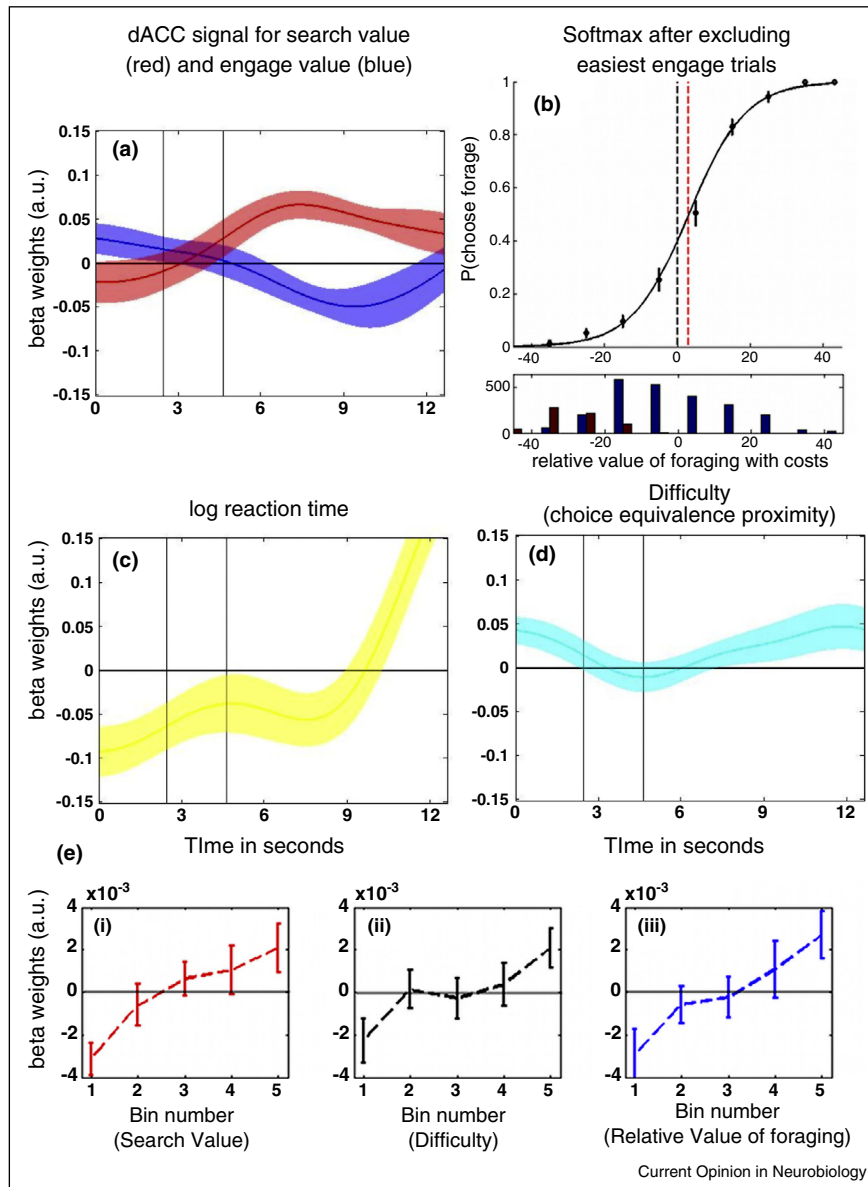 dACC signal for search value
(red) and engage value (blue)
(a)
beta weights (a.u.)
0.15
0.1
0.05
0
-0.05
-0.1
-0.15
0 3 6 9 12
Softmax after excluding
easiest engage trials
(b)
P(choose forage)
1
0.8
0.6
0.4
0.2
0
-40 -20 0 20 40
500
0
-40 -20 0 20 40
relative value of foraging with costs
log reaction time
(c)
beta weights (a.u.)
0.15
0.1
0.05
0
-0.05
-0.1
-0.15
0 3 6 9 12
TIme in seconds
Difficulty
(choice equivalence proximity)
(d)
0.1
0.05
0
-0.05
-0.1
-0.15
0 3 6 9 12
TIme in seconds
(e)
beta weights (a.u.)
x10-3
(i)
4
2
0
-2
-4
1 2 3 4 5
Bin number
(Search Value)
x10-3
(ii)
4
2
0
-2
-4
1 2 3 4 5
Bin number
(Difficulty)
x10-3
(iii)
4
2
0
-2
-4
1 2 3 4 5
Bin number
(Relative Value of foraging)
Current Opinion in Neurobiology